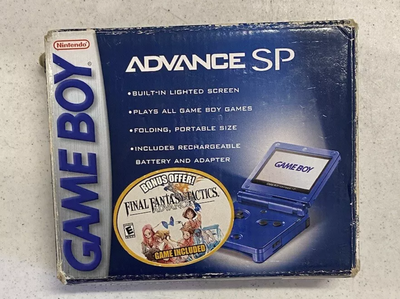 Nintendo
GAME BOY
ADVANCE SP
•BUILT-IN LIGHTED SCREEN
•PLAYS ALL GAME BOY GAMES
•FOLDING, PORTABLE SIZE
•INCLUDES RECHARGEABLE
BATTERY AND ADAPTER
GAME BOY
BONUS OFFER!
FINAL FANTASY TACTICS
ADVANCE
E
GAME INCLUDED